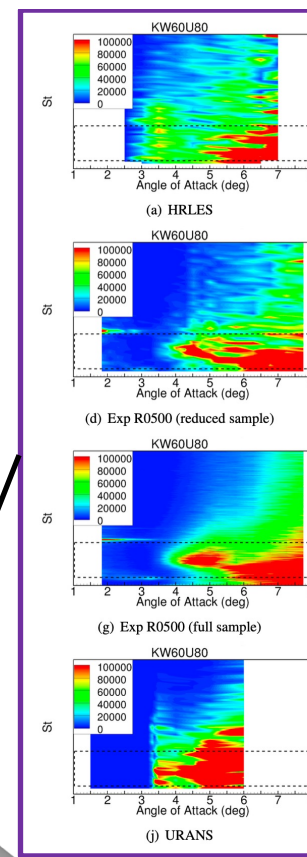 KW60U80
100000
80000
60000
40000
20000
0
St
1 2 3 4 5 6 7
Angle of Attack (deg)
(a) HRLES
KW60U80
100000
80000
60000
40000
20000
0
St
1 2 3 4 5 6 7
Angle of Attack (deg)
(d) Exp R0500 (reduced sample)
KW60U80
100000
80000
60000
40000
20000
0
St
1 2 3 4 5 6 7
Angle of Attack (deg)
(g) Exp R0500 (full sample)
KW60U80
100000
80000
60000
40000
20000
0
St
1 2 3 4 5 6 7
Angle of Attack (deg)
(j) URANS